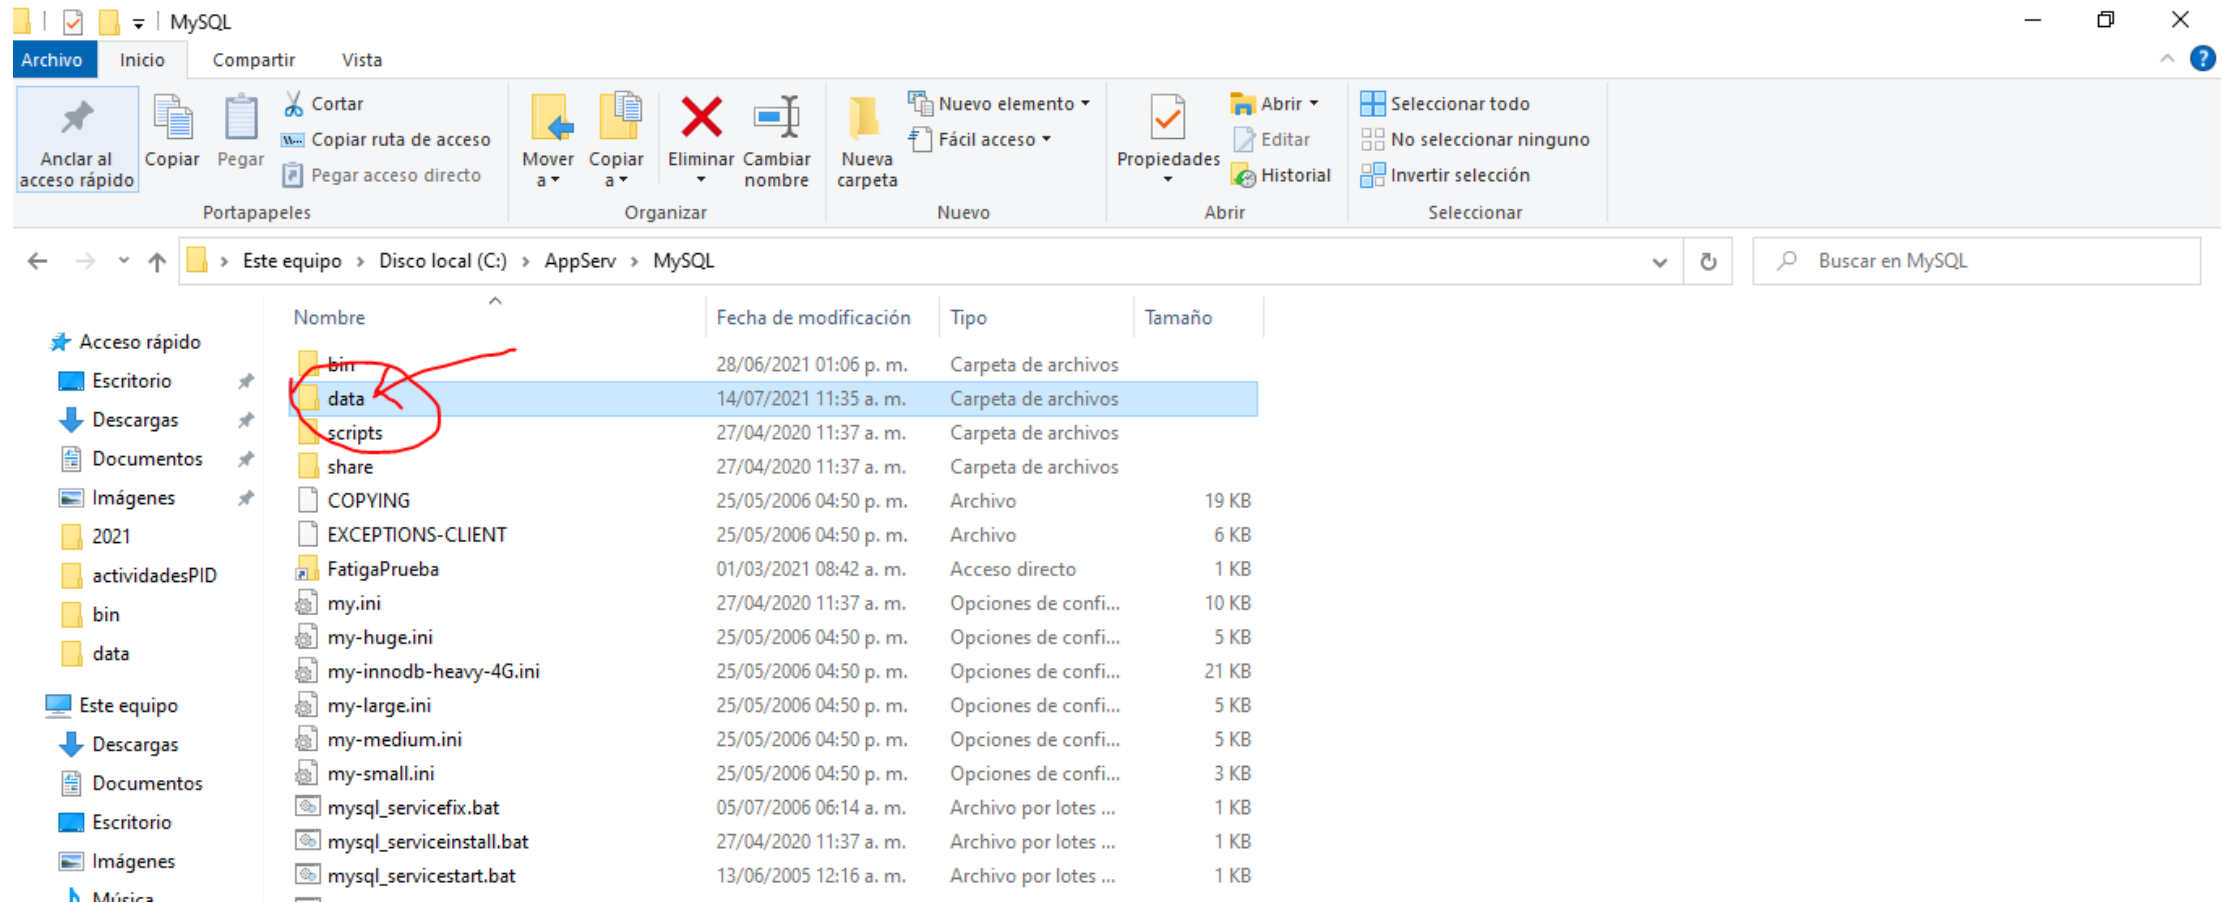 MySQL
Archivo Inicio Compartir Vista
Cortar Nuevo elemento Abrir Seleccionar todo
Copiar ruta de acceso Fácil acceso Editar No seleccionar ninguno
Anclar al Copiar Pegar Mover Copiar Eliminar Cambiar Nueva Propiedades
acceso rápido Pegar acceso directo a a nombre carpeta Historial Invertir selección
Portapapeles Organizar Nuevo Abrir Seleccionar
Este equipo > Disco local (C:) > AppServ > MySQL Buscar en MySQL
Nombre Fecha de modificación Tipo Tamaño
Acceso rápido
Escritorio
Descargas
Documentos
Imágenes
2021
actividadesPID
bin
data
Este equipo
Descargas
Documentos
Escritorio
Imágenes
Música
bin 28/06/2021 01:06 p. m. Carpeta de archivos
data 14/07/2021 11:35 a. m. Carpeta de archivos
scripts 27/04/2020 11:37 a. m. Carpeta de archivos
share 27/04/2020 11:37 a. m. Carpeta de archivos
COPYING 25/05/2006 04:50 p. m. Archivo 19 KB
EXCEPTIONS-CLIENT 25/05/2006 04:50 p. m. Archivo 6 KB
FatigaPrueba 01/03/2021 08:42 a. m. Acceso directo 1 KB
my.ini 27/04/2020 11:37 a. m. Opciones de confi... 10 KB
my-huge.ini 25/05/2006 04:50 p. m. Opciones de confi... 5 KB
my-innodb-heavy-4G.ini 25/05/2006 04:50 p. m. Opciones de confi... 21 KB
my-large.ini 25/05/2006 04:50 p. m. Opciones de confi... 5 KB
my-medium.ini 25/05/2006 04:50 p. m. Opciones de confi... 5 KB
my-small.ini 25/05/2006 04:50 p. m. Opciones de confi... 3 KB
mysql_servicefix.bat 05/07/2006 06:14 a. m. Archivo por lotes ... 1 KB
mysql_serviceinstall.bat 27/04/2020 11:37 a. m. Archivo por lotes ... 1 KB
mysql_servicestart.bat 13/06/2005 12:16 a. m. Archivo por lotes ... 1 KB